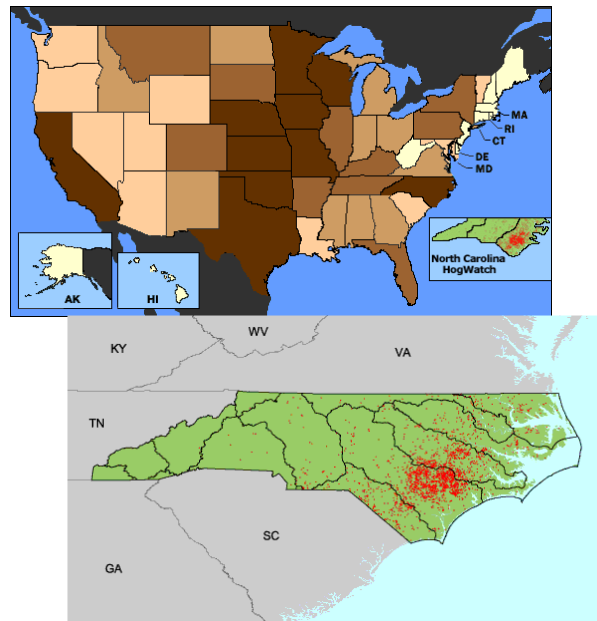 MA
RI
CT
DE
MD
North Carolina
HogWatch
AK
HI
WV
KY
VA
TN
SC
GA